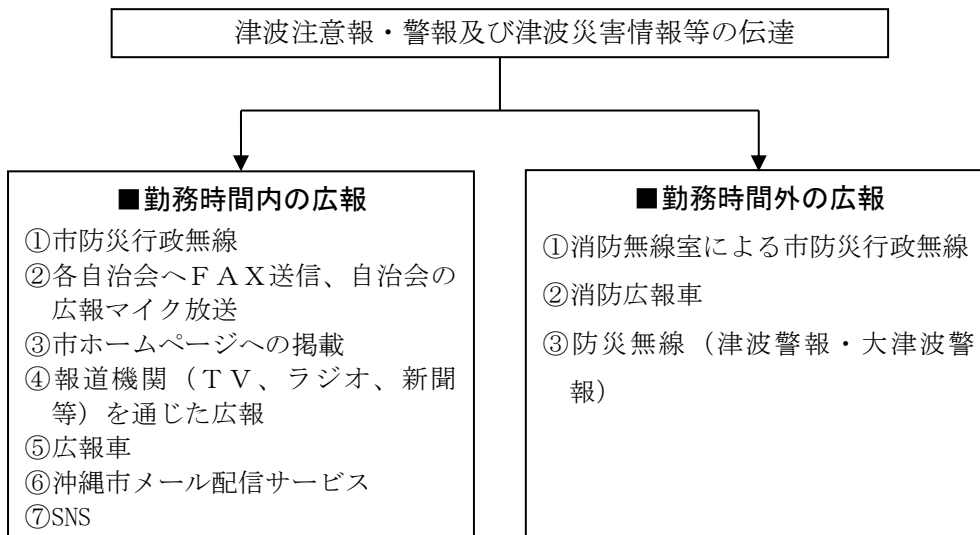 津波注意報・警報及び津波災害情報等の伝達
■勤務時間内の広報
①市防災行政無線
②各自治会へＦＡＸ送信、自治会の
広報マイク放送
③市ホームページへの掲載
④報道機関（ＴＶ、ラジオ、新聞
等）を通じた広報
⑤広報車
⑥沖縄市メール配信サービス
⑦SNS
■勤務時間外の広報
①消防無線室による市防災行政無線
②消防広報車
③防災無線（津波警報・大津波警
報）